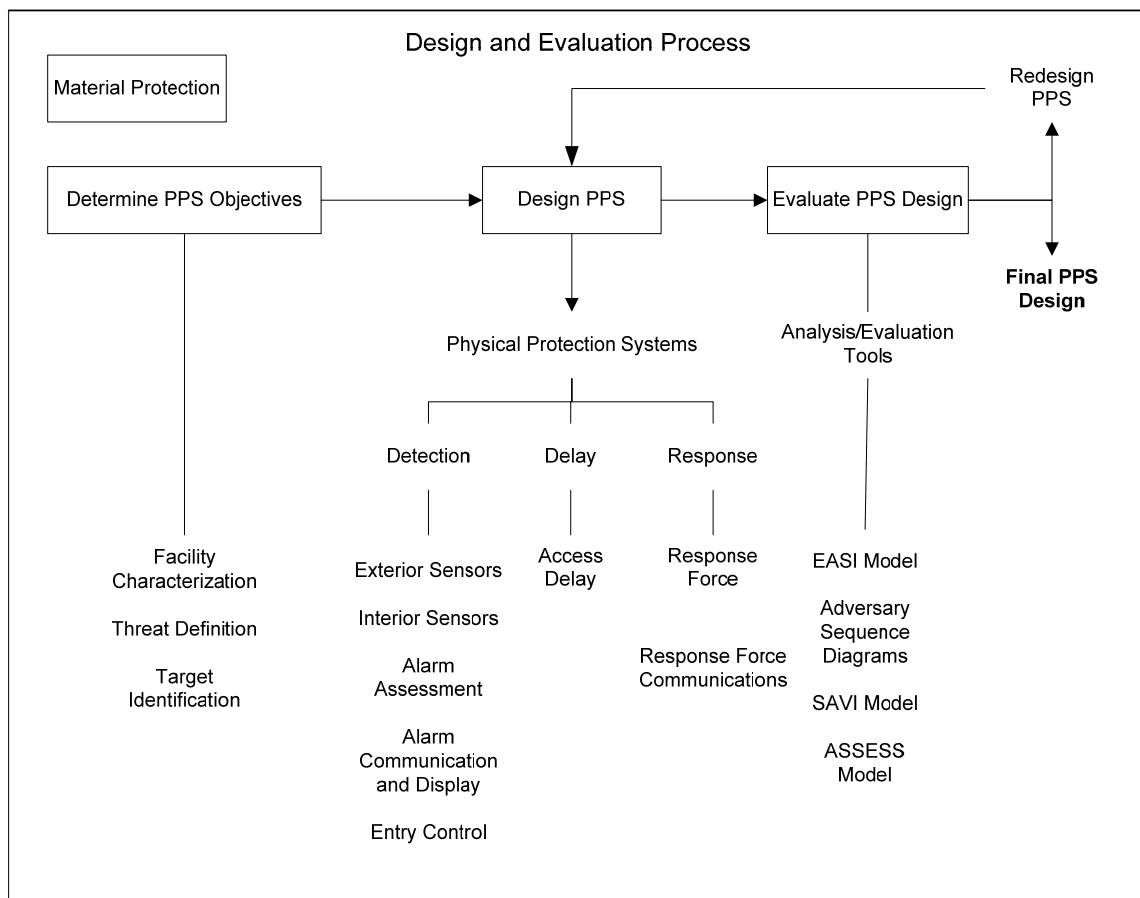 Design and Evaluation Process
Material Protection
Redesign
PPS
Determine PPS Objectives
Design PPS
Evaluate PPS Design
Final PPS
Design
Physical Protection Systems
Analysis/Evaluation
Tools
Detection
Delay
Response
Facility
Characterization
Threat Definition
Target
Identification
Exterior Sensors
Interior Sensors
Alarm
Assessment
Alarm
Communication
and Display
Entry Control
Access
Delay
Response
Force
Response Force
Communications
EASI Model
Adversary
Sequence
Diagrams
SAVI Model
ASSESS
Model